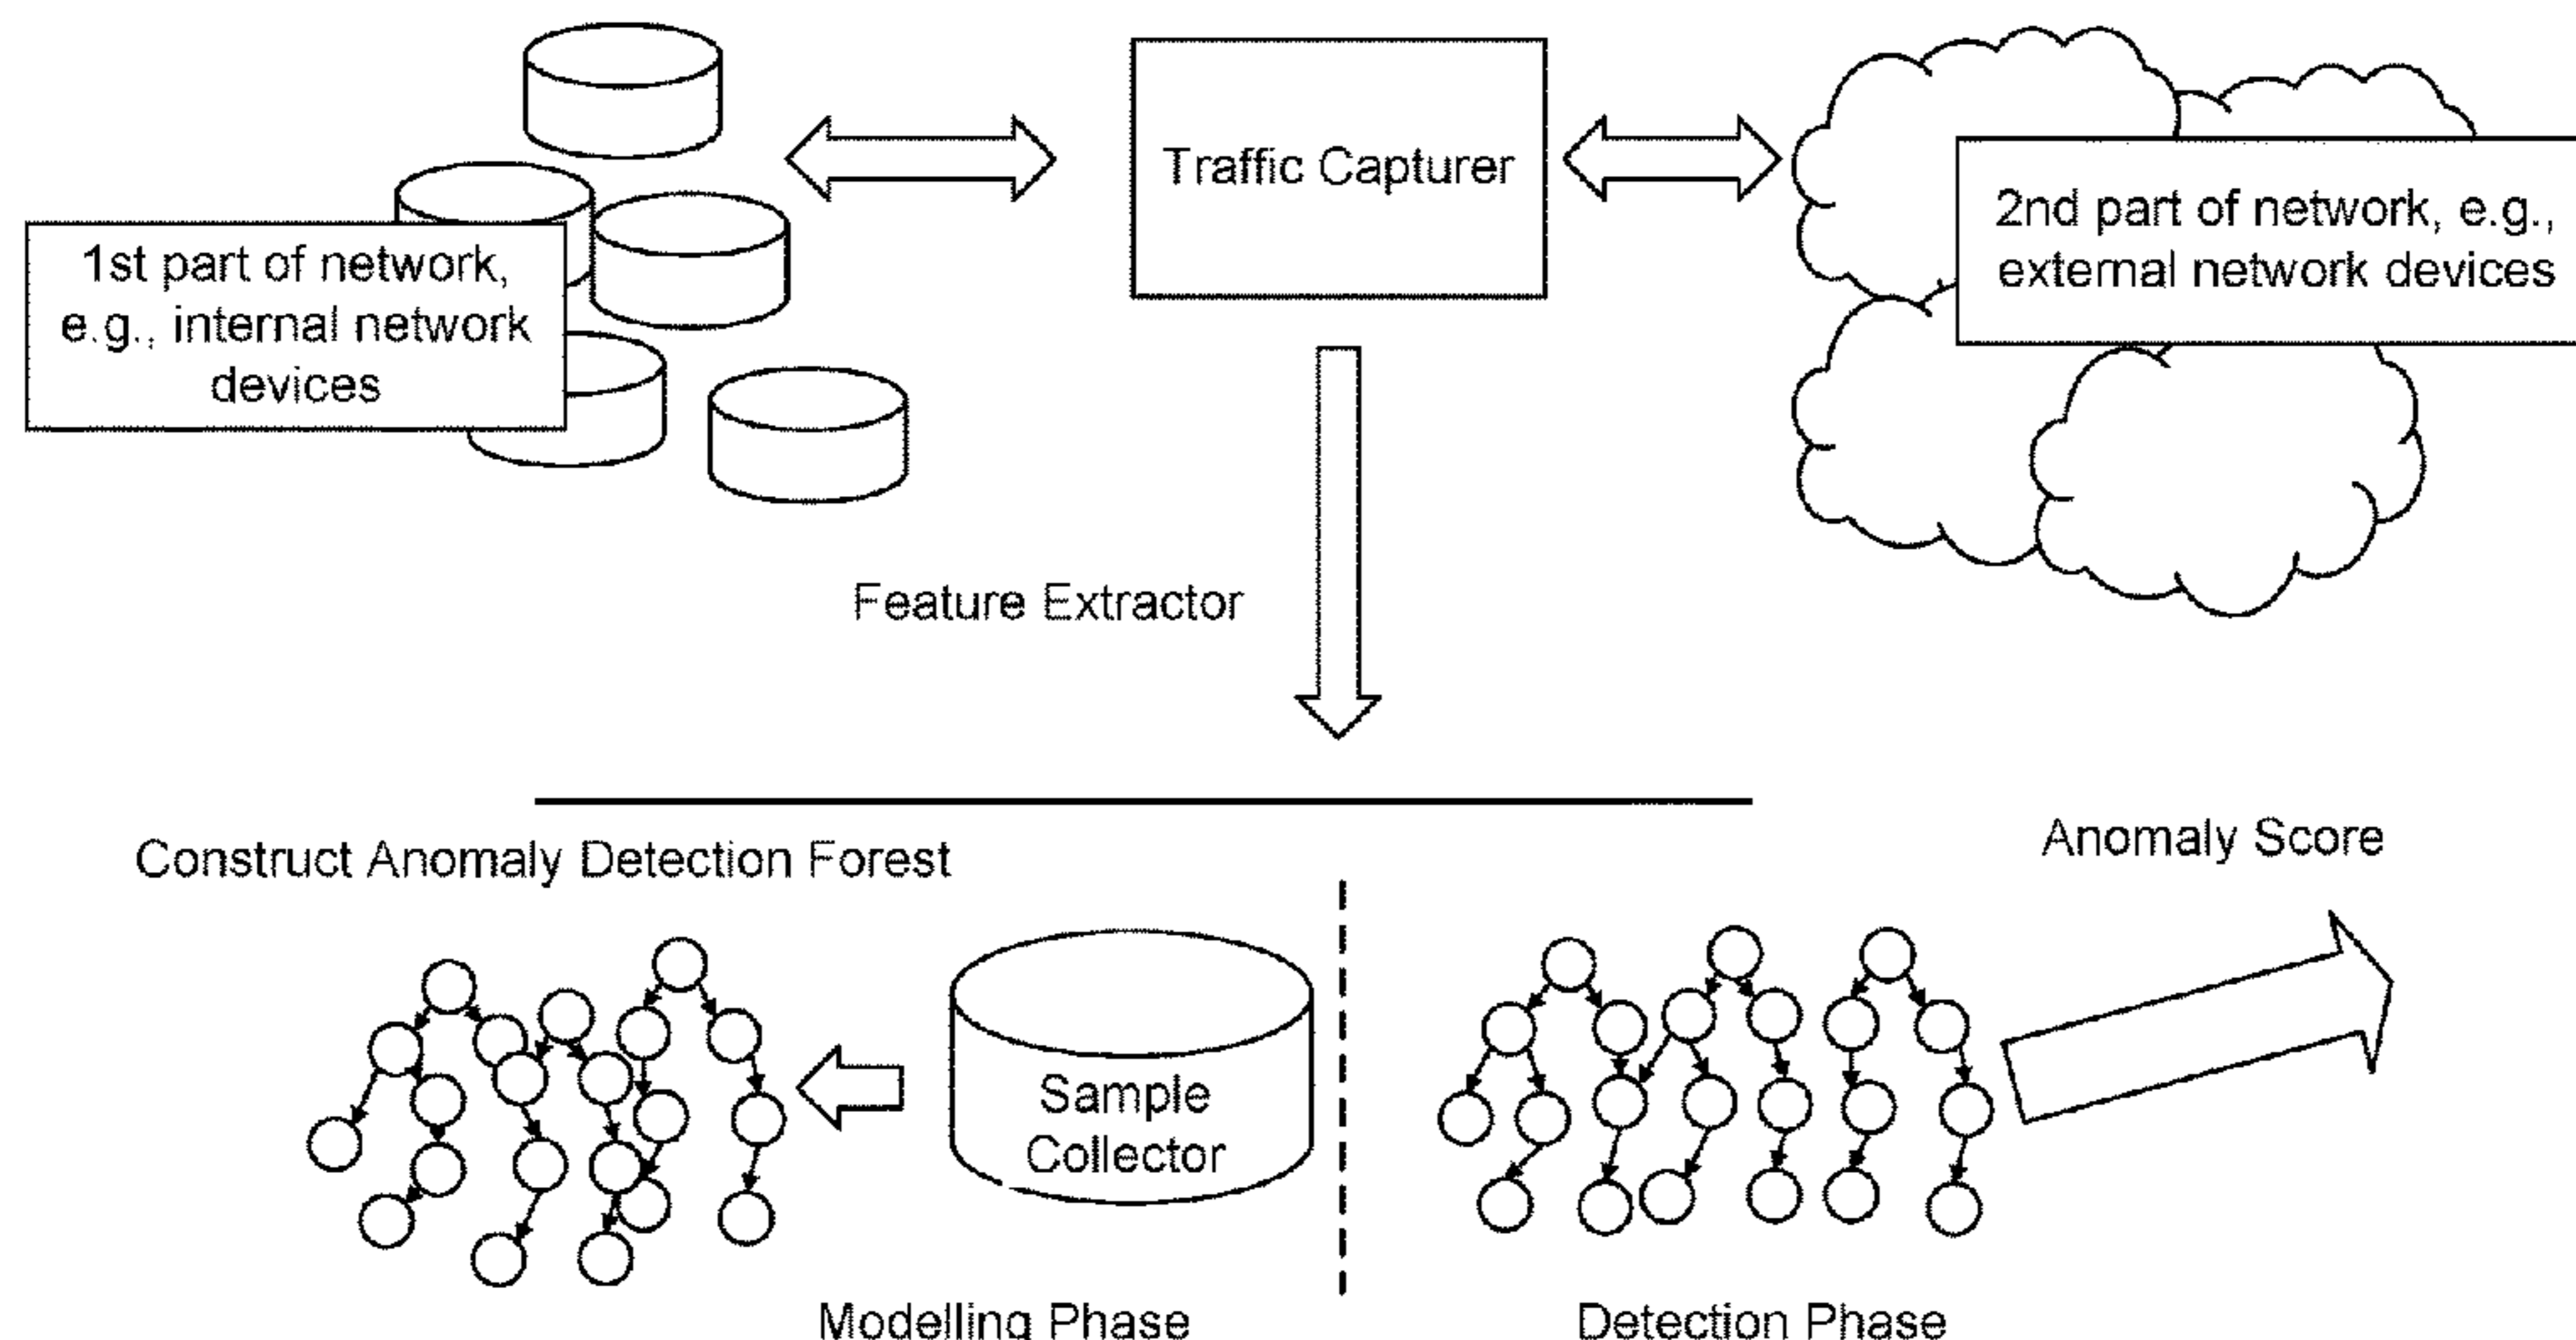 Traffic Capturer
1st part of network,
e.g., internal network
devices
2nd part of network, e.g.,
external network devices
Feature Extractor
Construct Anomaly Detection Forest
Anomaly Score
Sample
Collector
Modelling Phase
Detection Phase